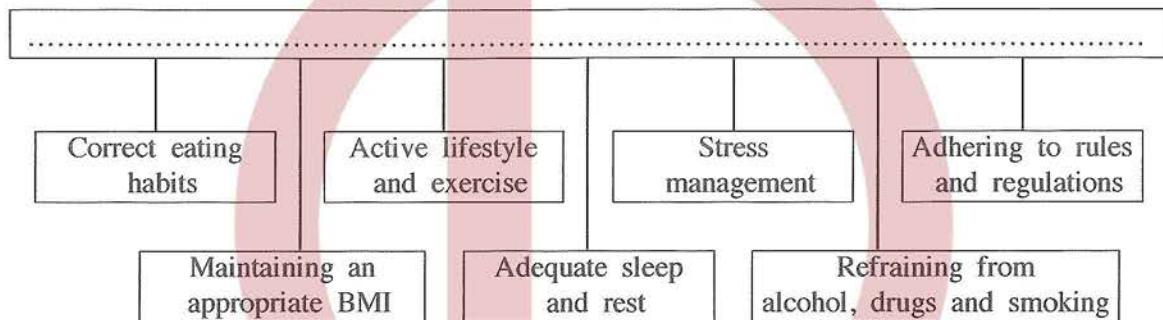 ................................................................................
Correct eating
habits
Active lifestyle
and exercise
Stress
management
Adhering to rules
and regulations
Maintaining an
appropriate BMI
Adequate sleep
and rest
Refraining from
alcohol, drugs and smoking